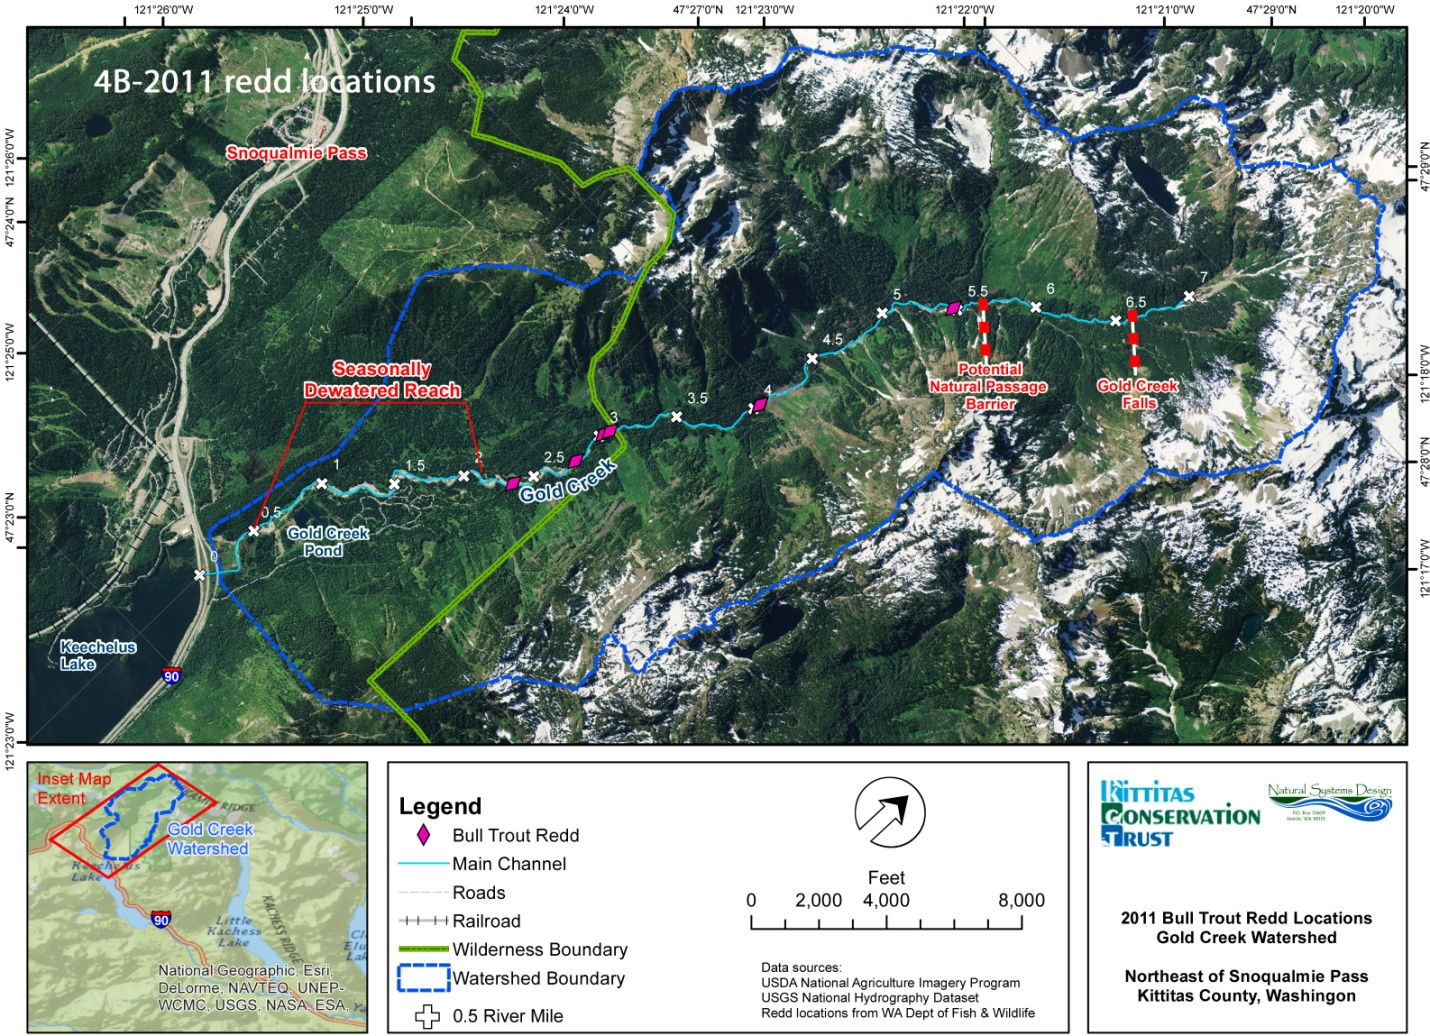 121°26'0"W 121°25'0"W 121°24'0"W 47°27'0"N 121°23'0"W 121°22'0"W 121°21'0"W 47°29'0"N 121°20'0"W
4B-2011 redd locations
Snoqualmie Pass
121°26'0"W
47°24'0"N
121°25'0"W
47°23'0"N
121°23'0"W
47°29'0"N
121°18'0"W
47°28'0"N
121°17'0"W
Seasonally
Dewatered Reach
0
0.5
1
1.5
2
2.5
3
3.5
4
4.5
5
5.5
6
6.5
7
Potential
Natural Passage
Barrier
Gold Creek
Falls
Gold Creek
Gold Creek
Pond
Keechelus
Lake
90
Inset Map
Extent
Gold Creek
Watershed
Keechelus
Lake
90
Little
Kachess
Lake
KACHESS RIDGE
National Geographic, Esri,
DeLorme, NAVTEQ, UNEP-
WCMC, USGS, NASA, ESA,
Legend
Bull Trout Redd
Main Channel
Roads
Railroad
Wilderness Boundary
Watershed Boundary
0.5 River Mile
Feet
0 2,000 4,000 8,000
Data sources:
USDA National Agriculture Imagery Program
USGS National Hydrography Dataset
Redd locations from WA Dept of Fish & Wildlife
KITTITAS
CONSERVATION
TRUST
Natural Systems Design
2011 Bull Trout Redd Locations
Gold Creek Watershed
Northeast of Snoqualmie Pass
Kittitas County, Washingon